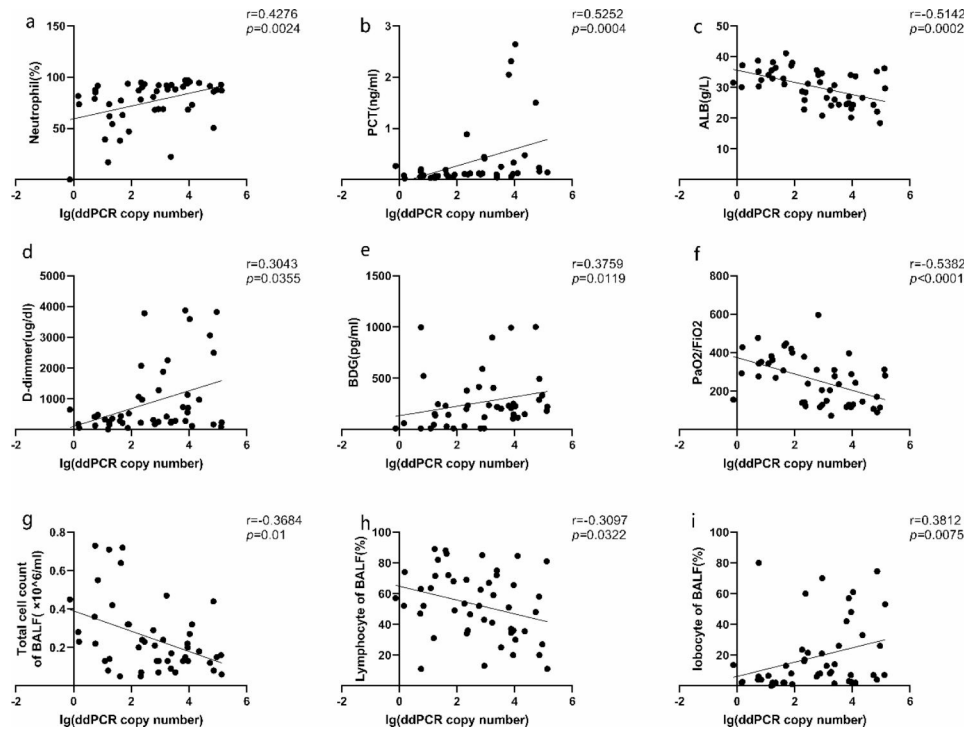 a
r=0.4276
p=0.0024
Neutrophil(%)
150
100
50
-2 0 2 4 6
lg(ddPCR copy number)
b
r=0.5252
p=0.0004
PCT(ng/ml)
3
2
1
-2 0 2 4 6
lg(ddPCR copy number)
c
r=-0.5142
p=0.0002
ALB(g/L)
50
40
30
20
10
-2 0 2 4 6
lg(ddPCR copy number)
d
r=0.3043
p=0.0355
D-dimmer(ug/dl)
5000
4000
3000
2000
1000
-2 0 2 4 6
lg(ddPCR copy number)
e
r=0.3759
p=0.0119
BDG(pg/ml)
1500
1000
500
-2 0 2 4 6
lg(ddPCR copy number)
f
r=-0.5382
p<0.0001
PaO2/FiO2
800
600
400
200
-2 0 2 4 6
lg(ddPCR copy number)
g
r=-0.3684
p=0.01
Total cell count
of BALF( ×10^6/ml)
0.8
0.6
0.4
0.2
-2 0 2 4 6
lg(ddPCR copy number)
h
r=-0.3097
p=0.0322
Lymphocyte of BALF(%)
100
80
60
40
20
-2 0 2 4 6
lg(ddPCR copy number)
i
r=0.3812
p=0.0075
lobocyte of BALF(%)
100
80
60
40
20
-2 0 2 4 6
lg(ddPCR copy number)